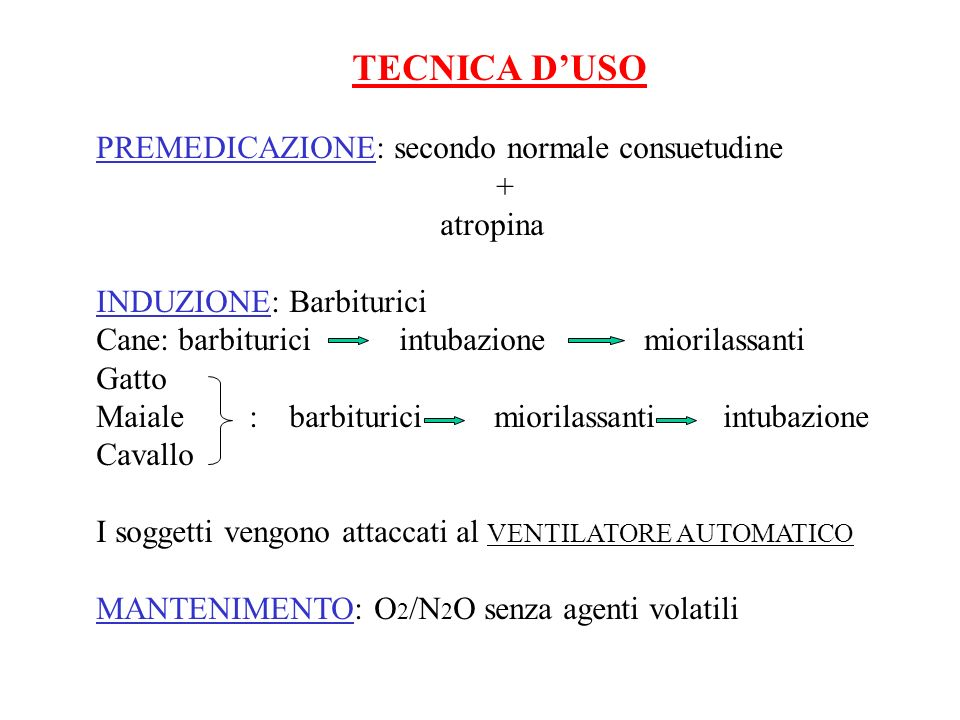 TECNICA D’USO
PREMEDICAZIONE: secondo normale consuetudine
+
atropina
INDUZIONE: Barbiturici
Cane: barbiturici intubazione miorilassanti
Gatto
Maiale : barbiturici miorilassanti intubazione
Cavallo
I soggetti vengono attaccati al VENTILATORE AUTOMATICO
MANTENIMENTO: O2/N2O senza agenti volatili